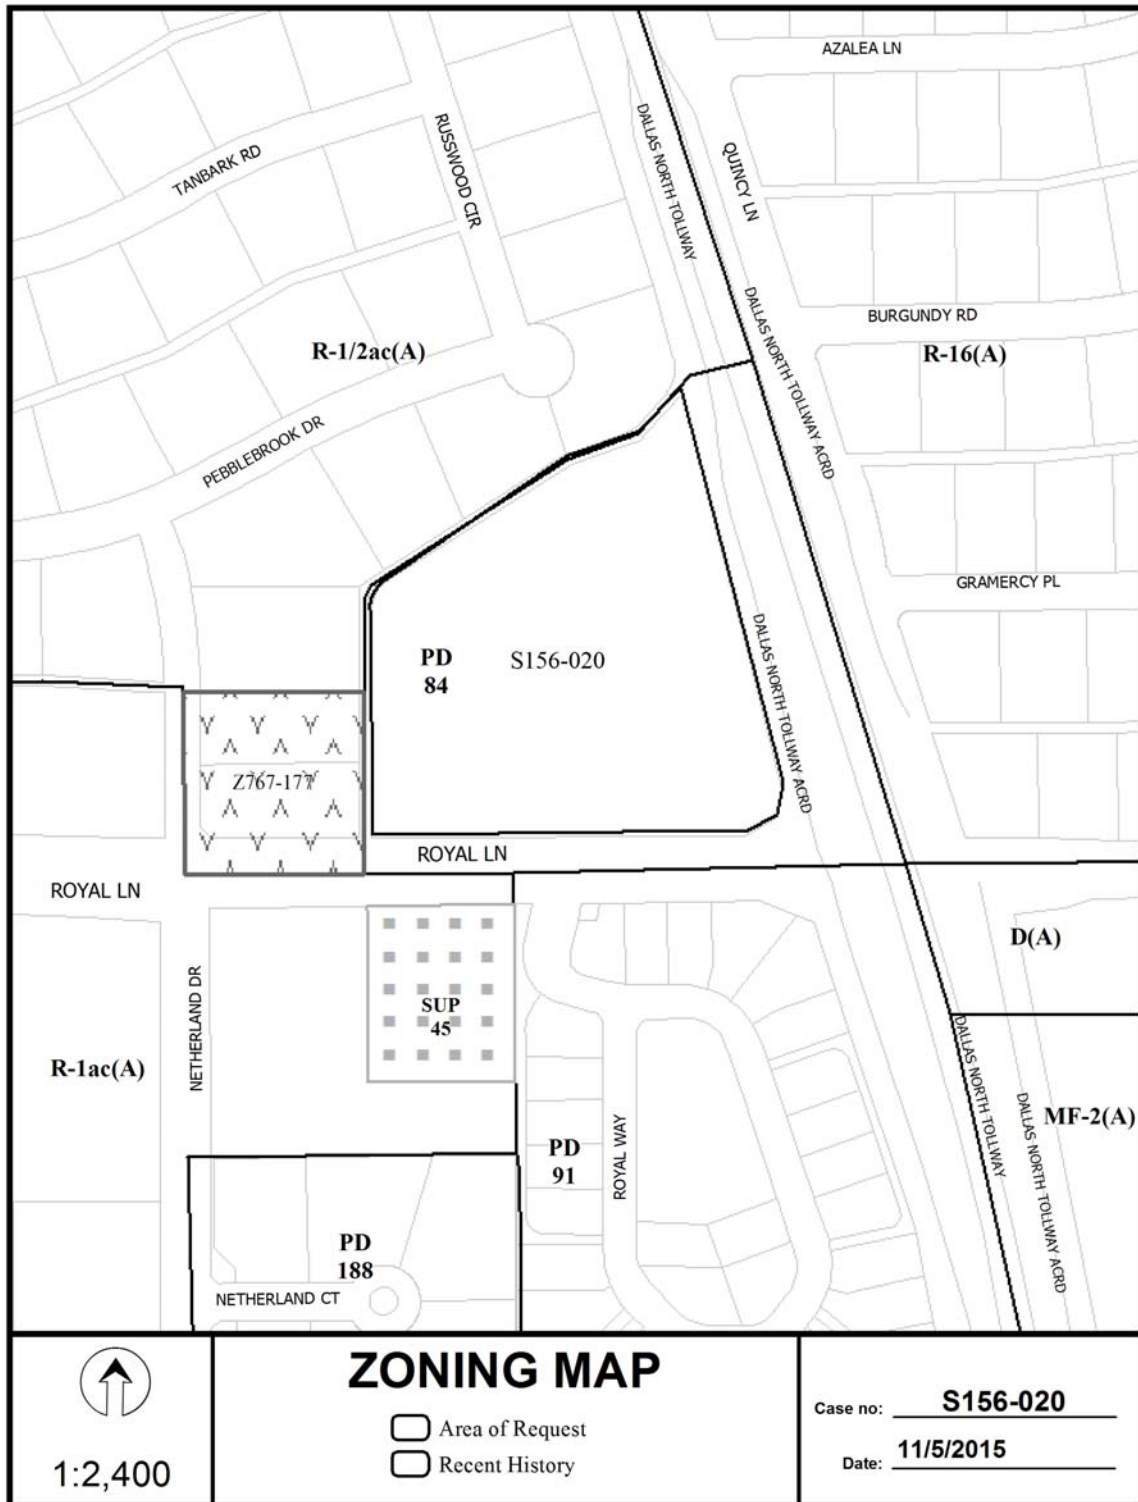 AZALEA LN
TANBARK RD
RUSSWOOD CIR
DALLAS NORTH TOLLWAY
QUINCY LN
DALLAS NORTH TOLLWAY ACRD
BURGUNDY RD
R-1/2ac(A)
R-16(A)
PEBBLEBROOK DR
GRAMERCY PL
PD
84
S156-020
DALLAS NORTH TOLLWAY ACRD
Z767-177
ROYAL LN
ROYAL LN
D(A)
SUP
45
NETHERLAND DR
R-1ac(A)
DALLAS NORTH TOLLWAY
DALLAS NORTH TOLLWAY ACRD
MF-2(A)
PD
91
ROYAL WAY
PD
188
NETHERLAND CT
1:2,400
ZONING MAP
Area of Request
Recent History
Case no: S156-020
Date: 11/5/2015